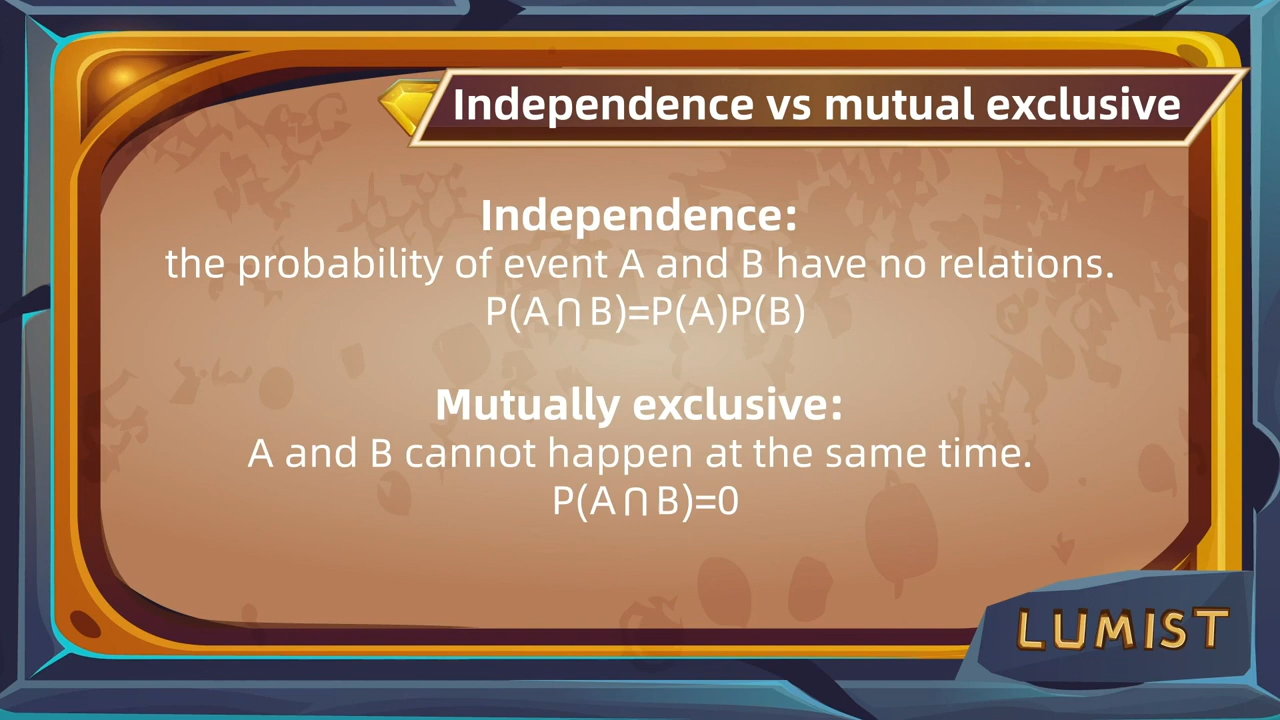 Independence vs mutual exclusive
Independence:
the probability of event A and B have no relations.
P(A∩B)=P(A)P(B)
Mutually exclusive:
A and B cannot happen at the same time.
P(A∩B)=0
LUMIST